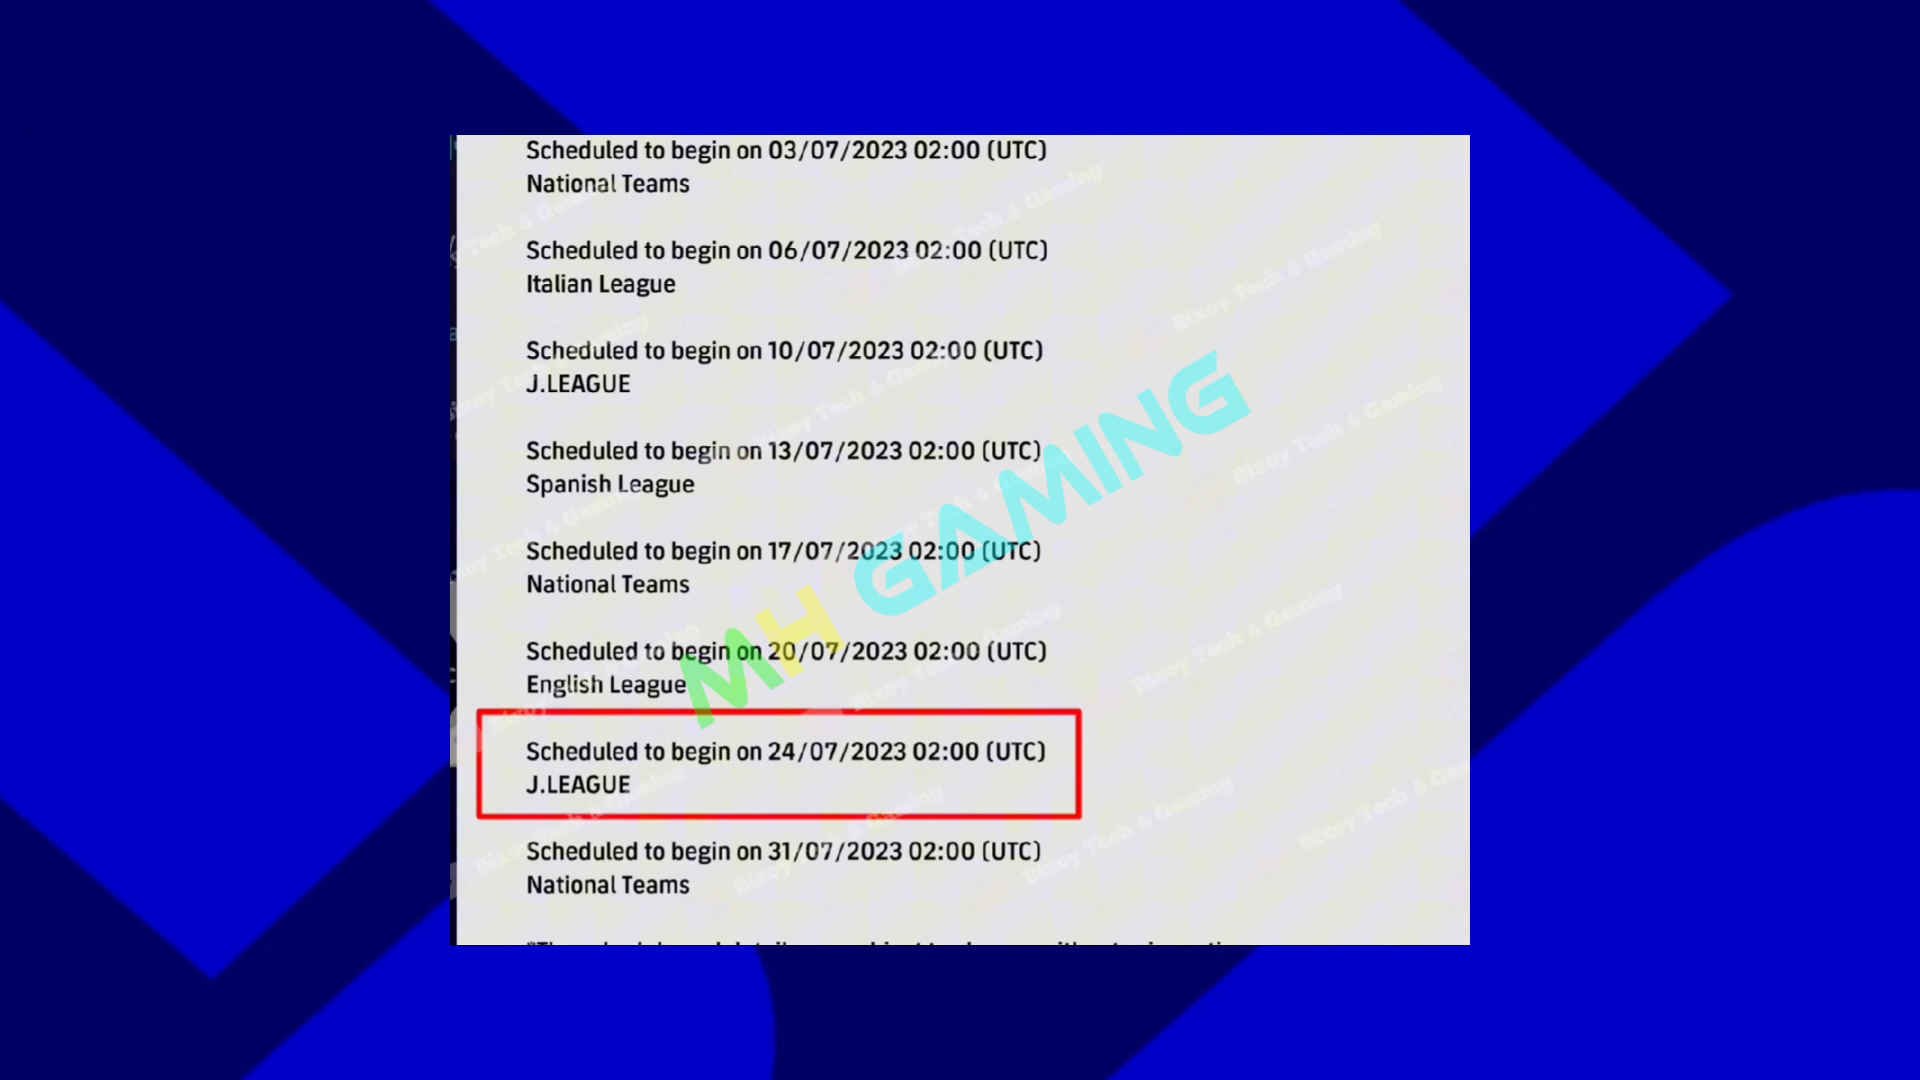 Scheduled to begin on 03/07/2023 02:00 (UTC)
National Teams
Scheduled to begin on 06/07/2023 02:00 (UTC)
Italian League
Scheduled to begin on 10/07/2023 02:00 (UTC)
J.LEAGUE
Scheduled to begin on 13/07/2023 02:00 (UTC)
Spanish League
Scheduled to begin on 17/07/2023 02:00 (UTC)
National Teams
Scheduled to begin on 20/07/2023 02:00 (UTC)
English League
Scheduled to begin on 24/07/2023 02:00 (UTC)
J.LEAGUE
Scheduled to begin on 31/07/2023 02:00 (UTC)
National Teams
MH GAMING
Bixoy Tech & Gaming